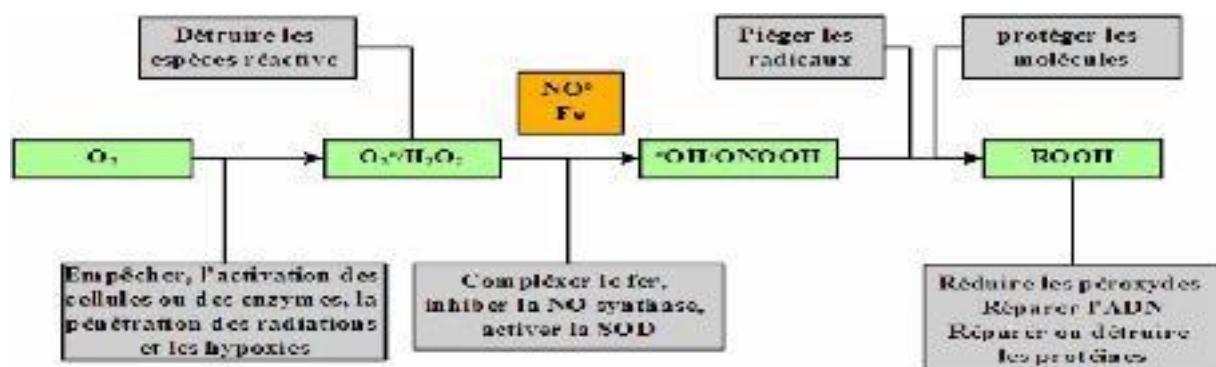 Détruire les
espèces réactive
NO°
Fe
Piéger les
radicaux
protéger les
molécules
O₂
O₂°/H₂O₂
°OH/ONOOH
ROOH
Empêcher, l'activation des
cellules ou des enzymes, la
pénétration des radiations
et les hypoxies
Compléxer le fer,
inhiber la NO synthase,
activer la SOD
Réduire les péroxydes
Réparer l'ADN
Réparer ou détruire
les protéines